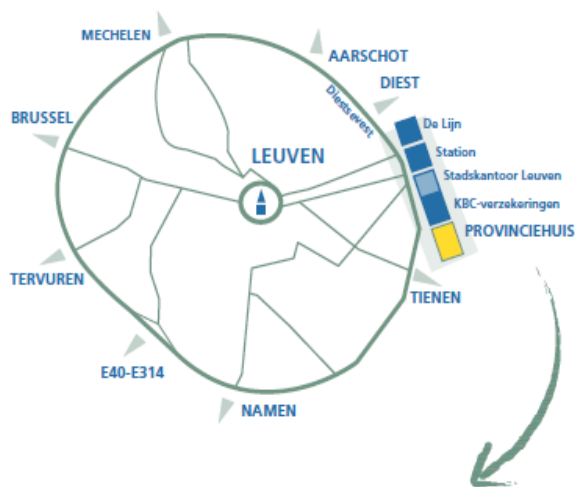 MECHELEN
AARSCHOT
DIEST
Diestsevest
BRUSSEL
De Lijn
LEUVEN
Station
Stadskantoor Leuven
KBC-verzekeringen
PROVINCIEHUIS
TERVUREN
TIENEN
E40-E314
NAMEN